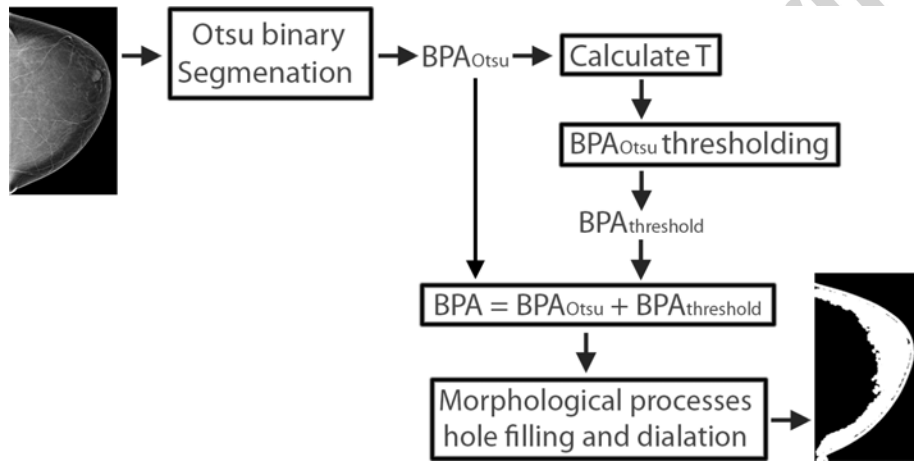 Otsu binary
Segmenation
BPAOtsu
Calculate T
BPAOtsu thresholding
BPAthreshold
BPA = BPAOtsu + BPAthreshold
Morphological processes
hole filling and dialation